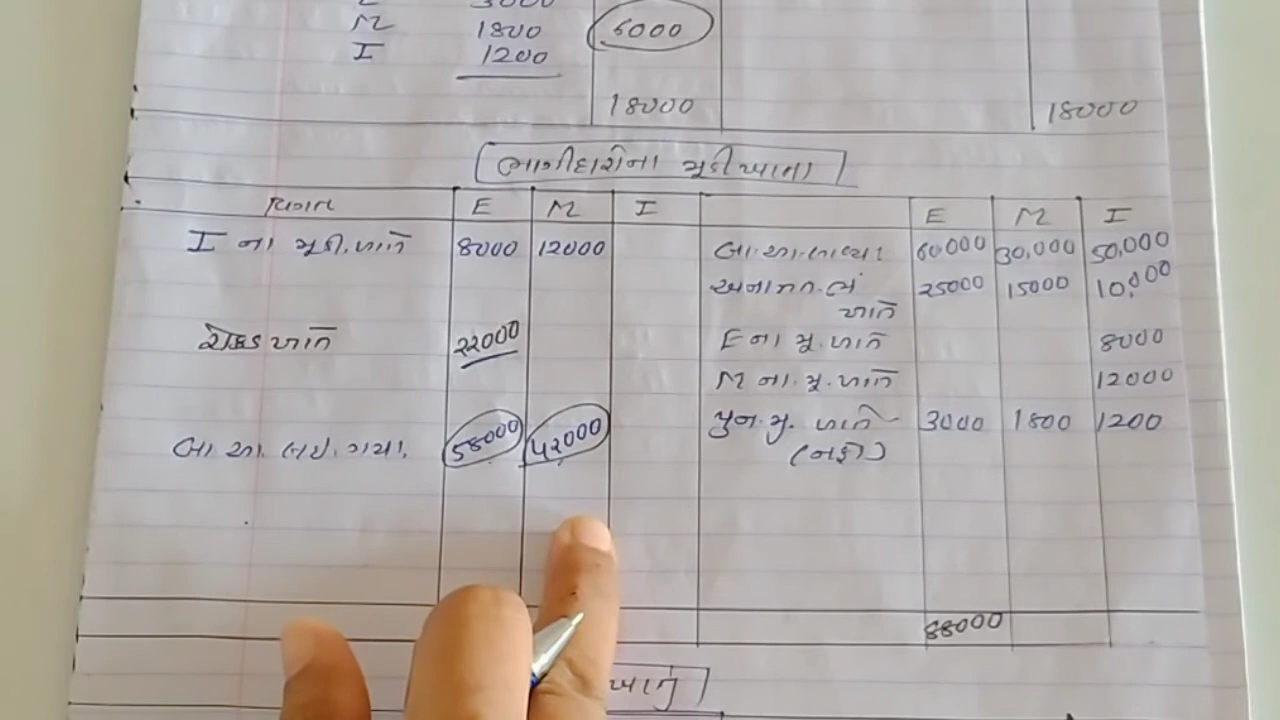 M 1800 6000
I 1200
18000 18000
ભાગીદારોના મૂડીખાતા
વિગત E M I E M I
I ના મૂડી.ખાતે 8000 12000 બા.આ.લાવ્યા 60000 30,000 50,000
અનામત.ભં 25000 15000 10,000
ખાતે
રોકડ ખાતે 22000 E ના મૂ.ખાતે 8000
M ના.મૂ.ખાતે 12000
બા આ. લઇ.ગયા. 58000 42000 પુન.મૂ. ખાતે 3000 1800 1200
(નફો)
88000
ખાતું